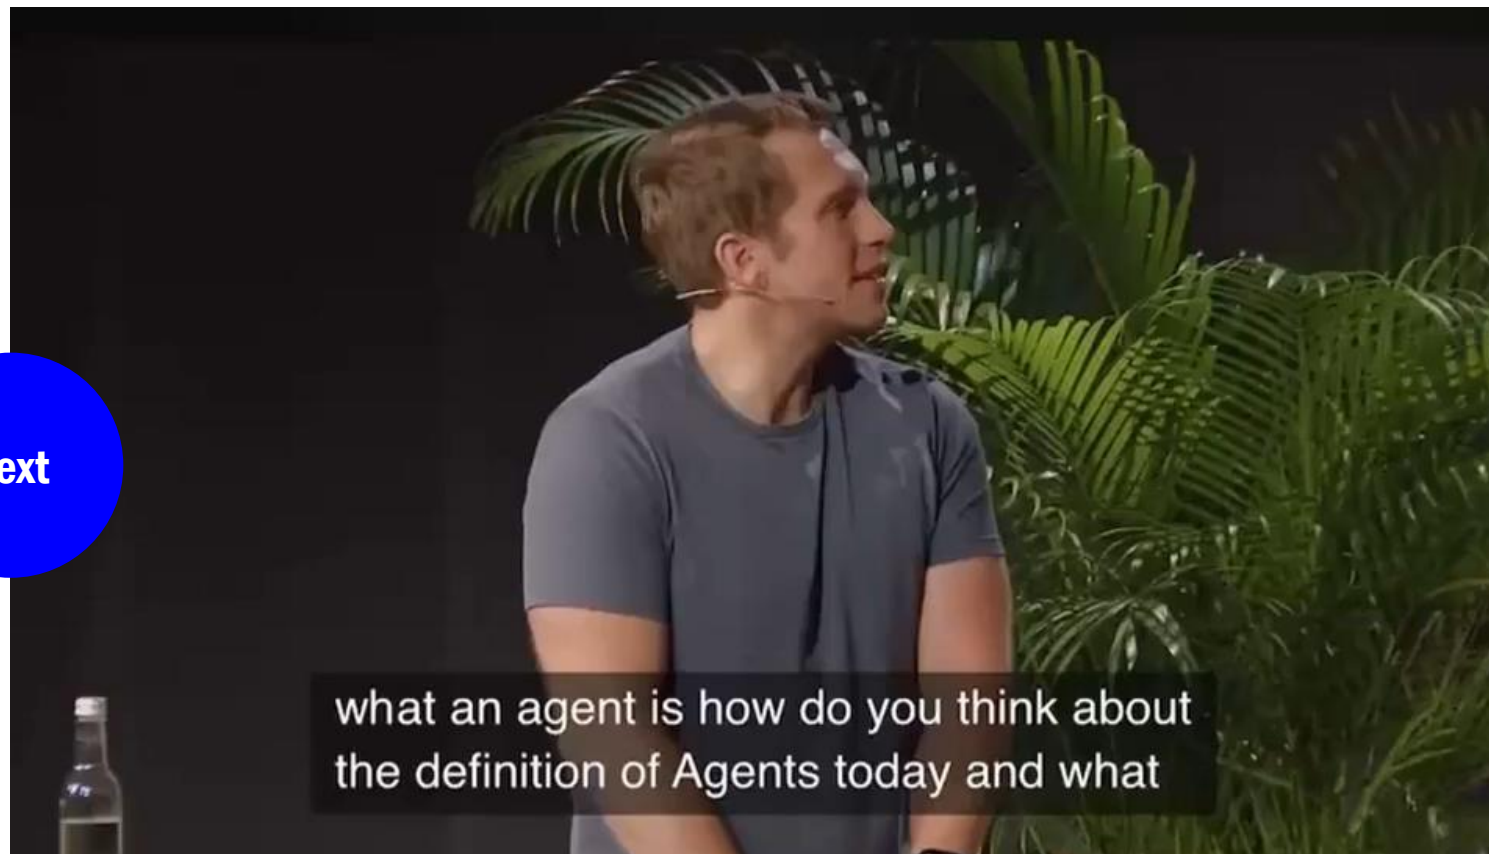 ext
what an agent is how do you think about
the definition of Agents today and what